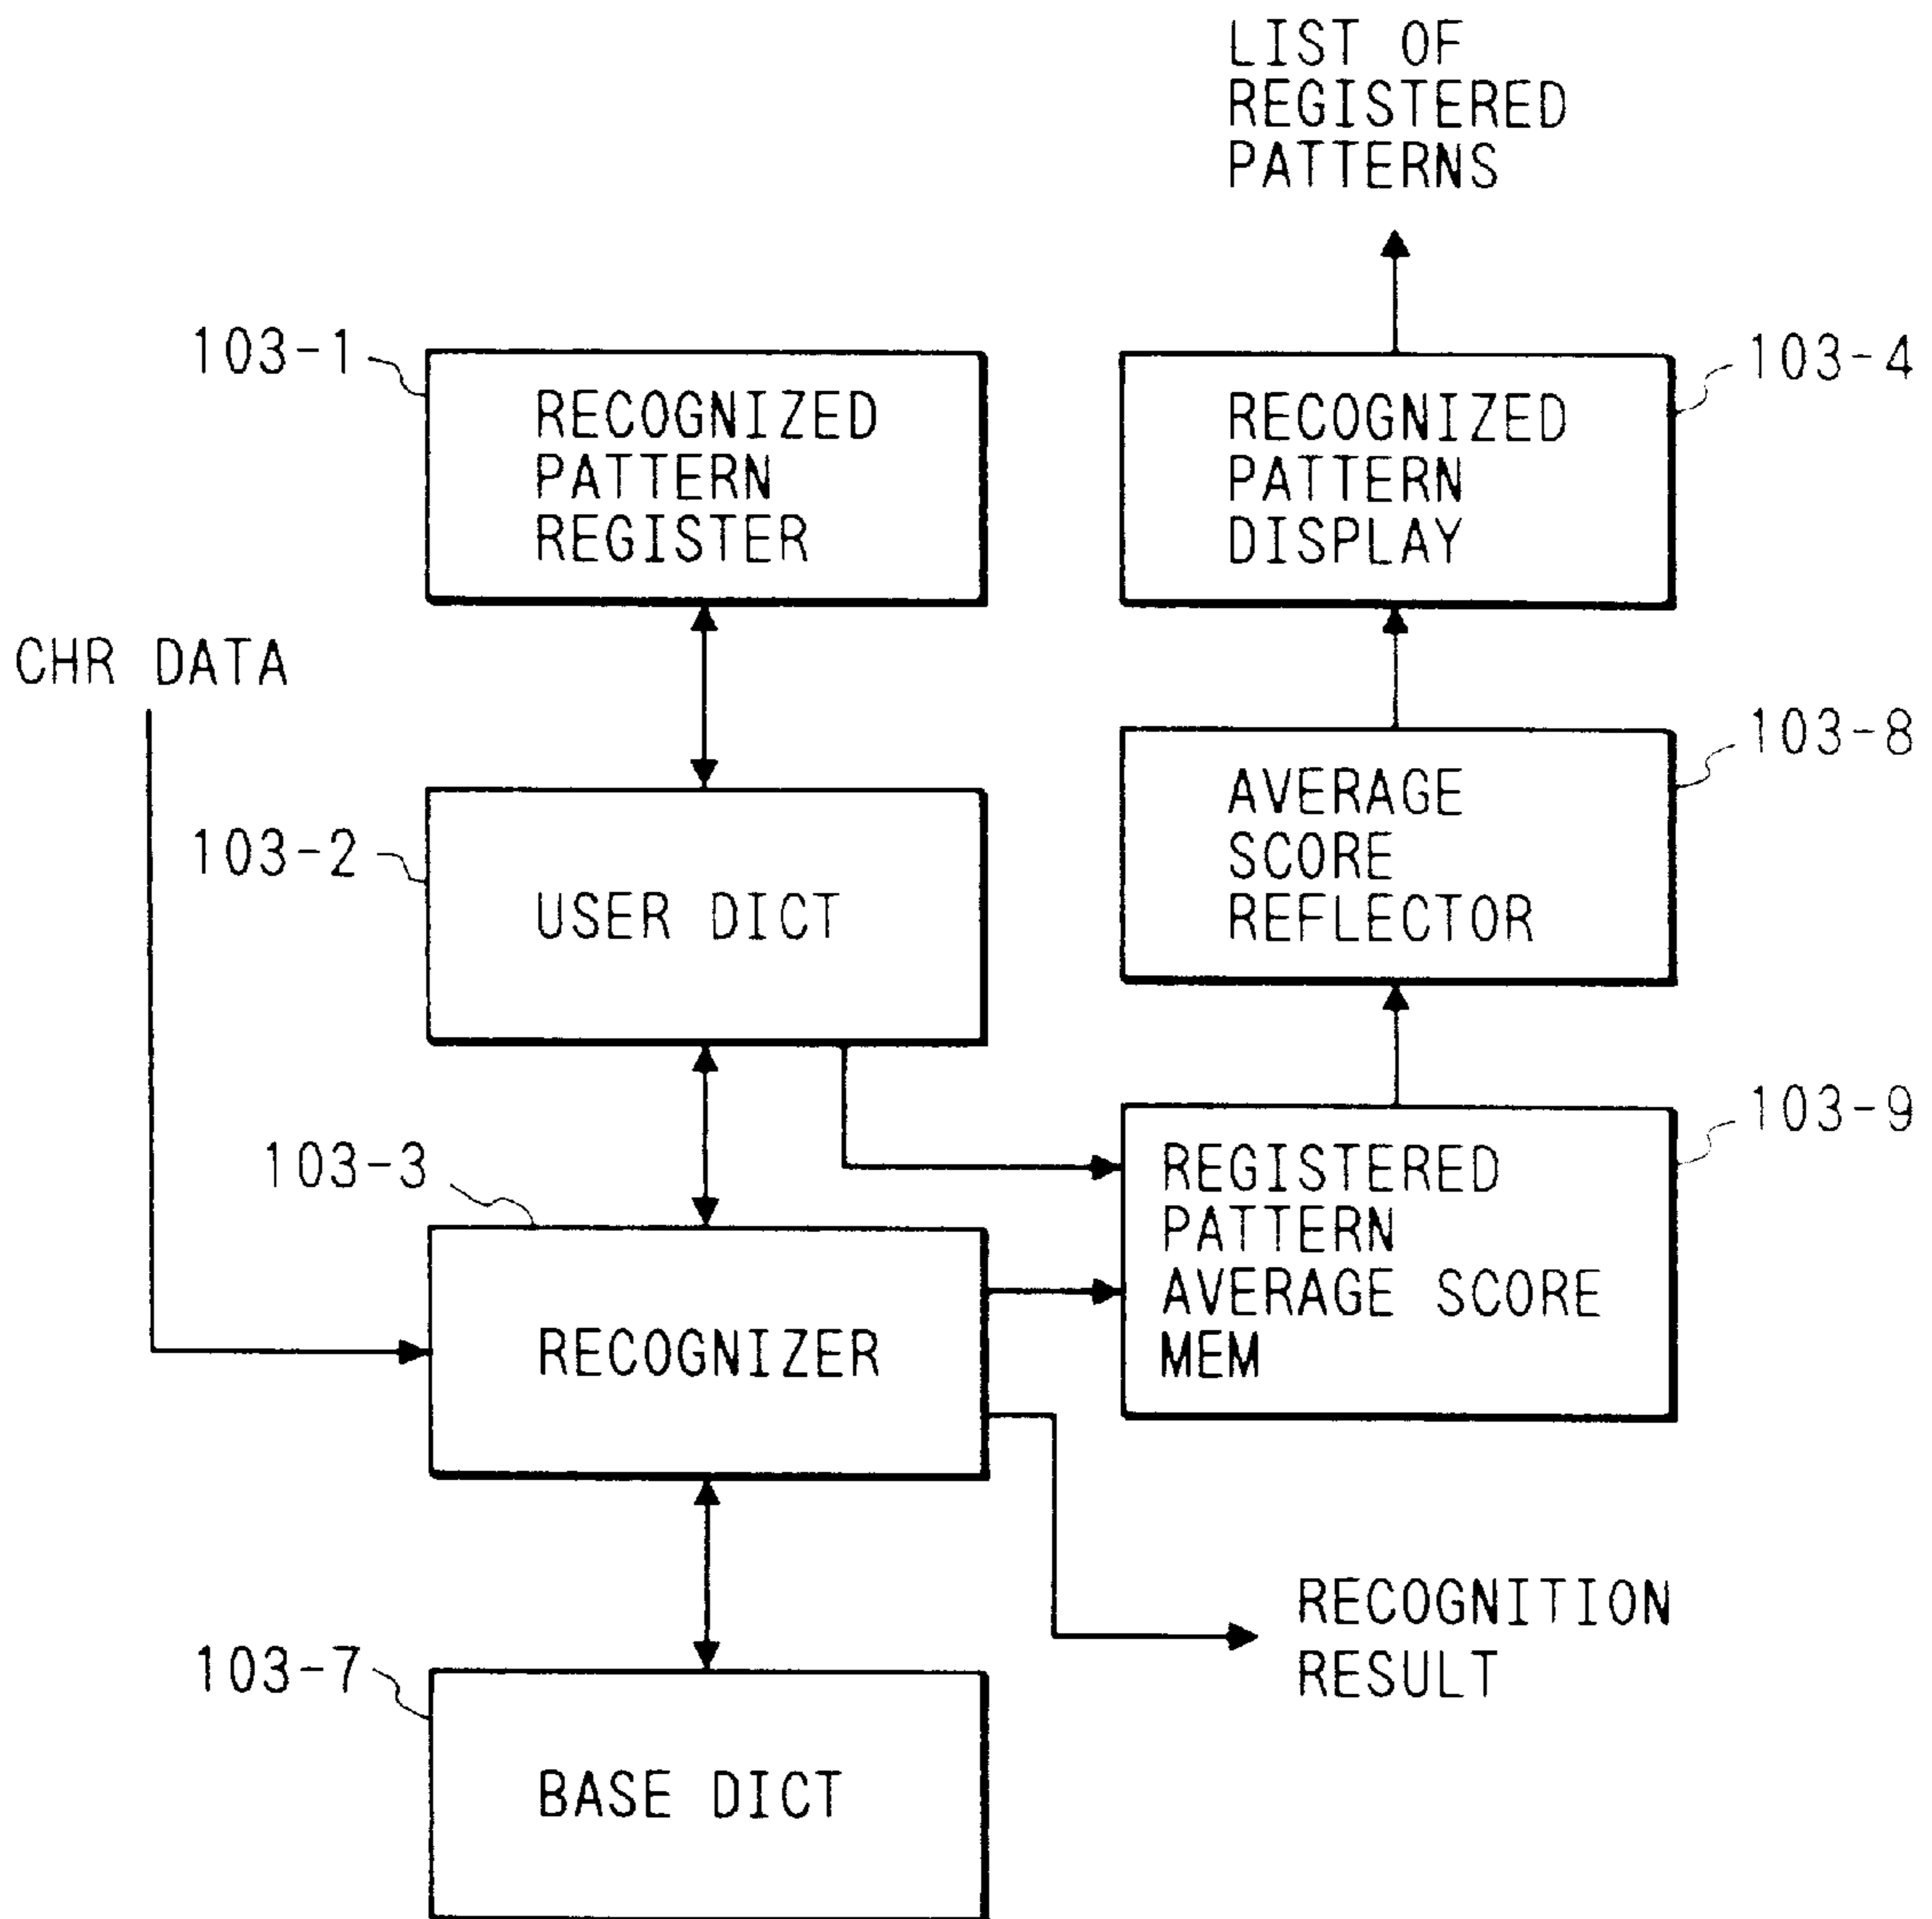 LIST OF
REGISTERED
PATTERNS
103-1
RECOGNIZED
PATTERN
REGISTER
103-4
RECOGNIZED
PATTERN
DISPLAY
CHR DATA
103-2
USER DICT
103-8
AVERAGE
SCORE
REFLECTOR
103-3
RECOGNIZER
103-9
REGISTERED
PATTERN
AVERAGE SCORE
MEM
RECOGNITION
RESULT
103-7
BASE DICT